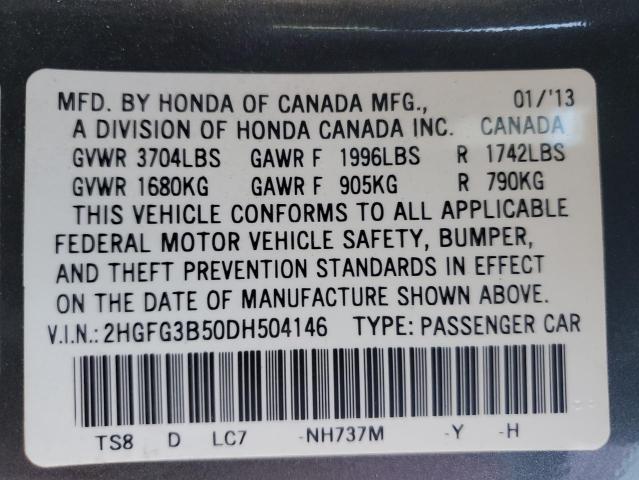 MFD. BY HONDA OF CANADA MFG., 01/'13
A DIVISION OF HONDA CANADA INC. CANADA
GVWR 3704LBS GAWR F 1996LBS R 1742LBS
GVWR 1680KG GAWR F 905KG R 790KG
THIS VEHICLE CONFORMS TO ALL APPLICABLE
FEDERAL MOTOR VEHICLE SAFETY, BUMPER,
AND THEFT PREVENTION STANDARDS IN EFFECT
ON THE DATE OF MANUFACTURE SHOWN ABOVE.
V.I.N.: 2HGFG3B50DH504146 TYPE: PASSENGER CAR
TS8 D LC7 -NH737M -Y -H